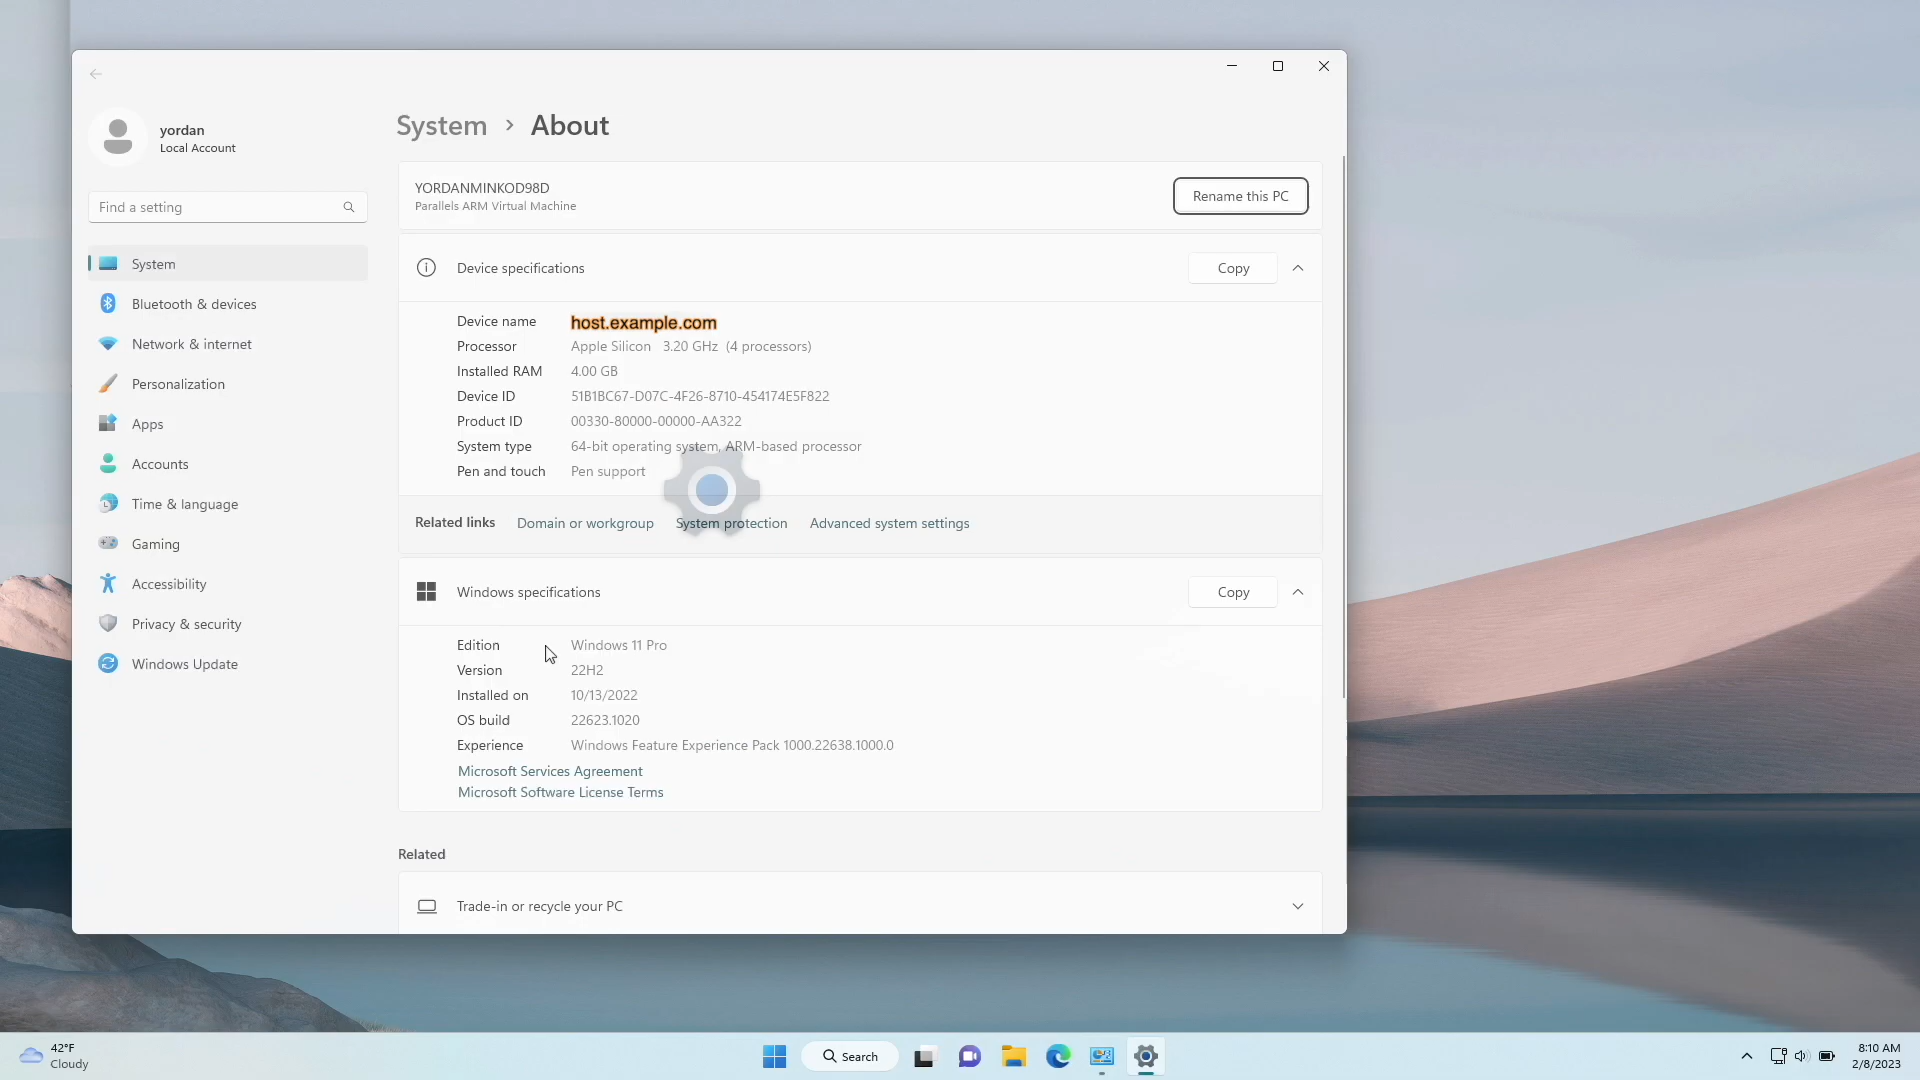 yordan
Local Account
Find a setting
System
Bluetooth & devices
Network & internet
Personalization
Apps
Accounts
Time & language
Gaming
Accessibility
Privacy & security
Windows Update
System > About
YORDANMINKOD98D
Parallels ARM Virtual Machine
Rename this PC
Device specifications
Copy
Device name host.example.com
Processor Apple Silicon 3.20 GHz (4 processors)
Installed RAM 4.00 GB
Device ID 51B1BC67-D07C-4F26-8710-454174E5F822
Product ID 00330-80000-00000-AA322
System type 64-bit operating system, ARM-based processor
Pen and touch Pen support
Related links Domain or workgroup System protection Advanced system settings
Windows specifications
Copy
Edition Windows 11 Pro
Version 22H2
Installed on 10/13/2022
OS build 22623.1020
Experience Windows Feature Experience Pack 1000.22638.1000.0
Microsoft Services Agreement
Microsoft Software License Terms
Related
Trade-in or recycle your PC
42°F
Cloudy
Search
8:10 AM
2/8/2023